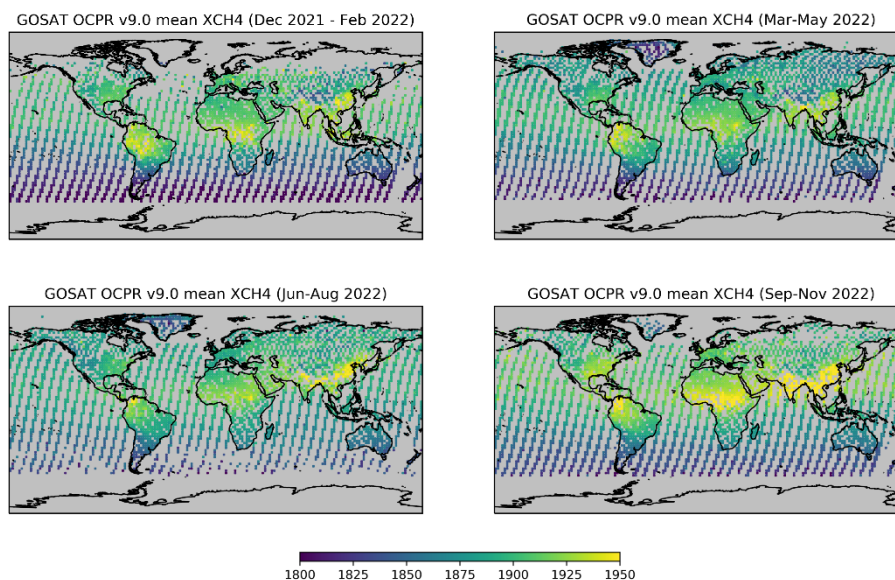 GOSAT OCPR v9.0 mean XCH4 (Dec 2021 - Feb 2022)
GOSAT OCPR v9.0 mean XCH4 (Mar-May 2022)
GOSAT OCPR v9.0 mean XCH4 (Jun-Aug 2022)
GOSAT OCPR v9.0 mean XCH4 (Sep-Nov 2022)
1800 1825 1850 1875 1900 1925 1950